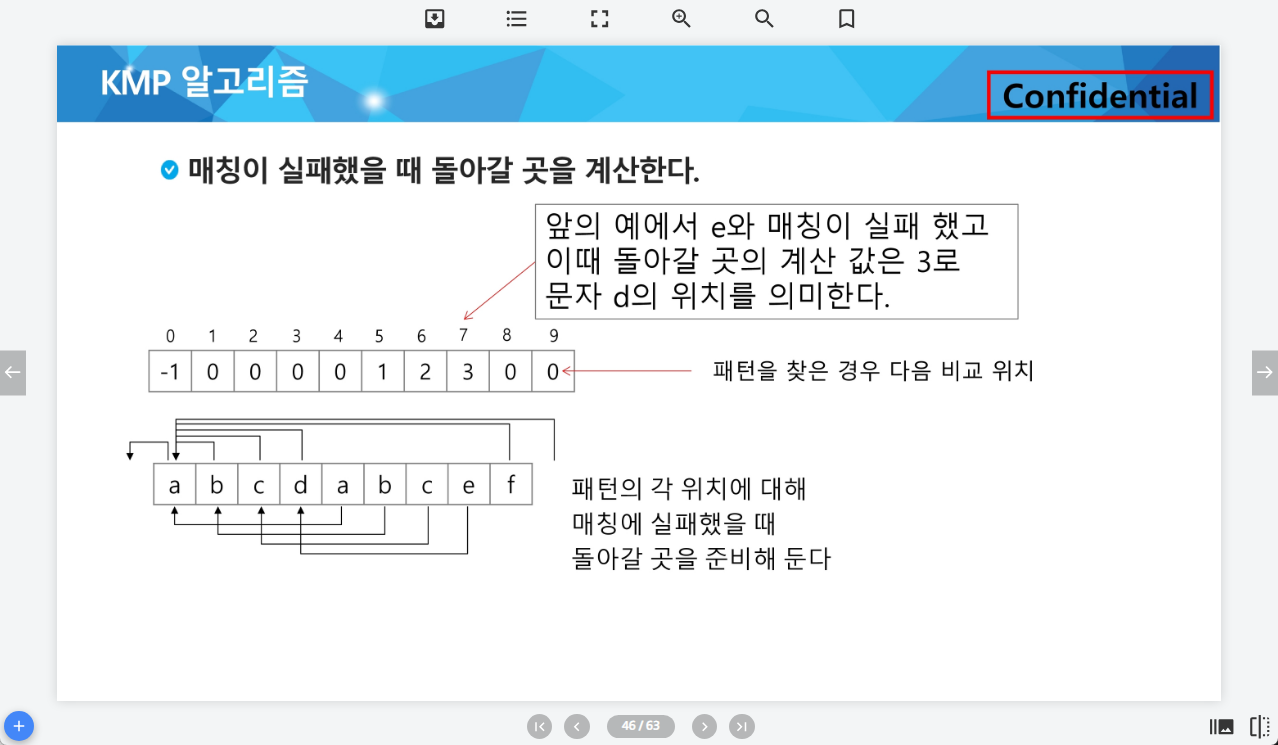 KMP 알고리즘
Confidential
매칭이 실패했을 때 돌아갈 곳을 계산한다.
앞의 예에서 e와 매칭이 실패 했고
이때 돌아갈 곳의 계산 값은 3로
문자 d의 위치를 의미한다.
0 1 2 3 4 5 6 7 8 9
-1 0 0 0 0 1 2 3 0 0
패턴을 찾은 경우 다음 비교 위치
a b c d a b c e f
패턴의 각 위치에 대해
매칭에 실패했을 때
돌아갈 곳을 준비해 둔다
46 / 63